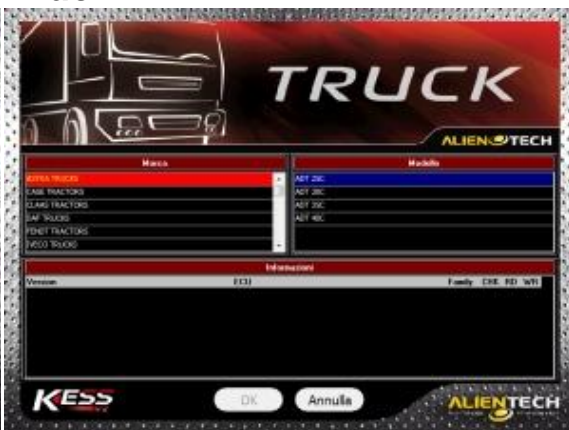 TRUCK
ALIENTECH
Marca Modello
ASTRA TRUCKS ADT 25C
CASE TRACTORS ADT 30C
CLAAS TRACTORS ADT 35C
DAF TRUCKS ADT 40C
FENDT TRACTORS
IVECO TRUCKS
Informazioni
Version ECU Family CHK RD WR
KESS
OK Annulla
ALIENTECH